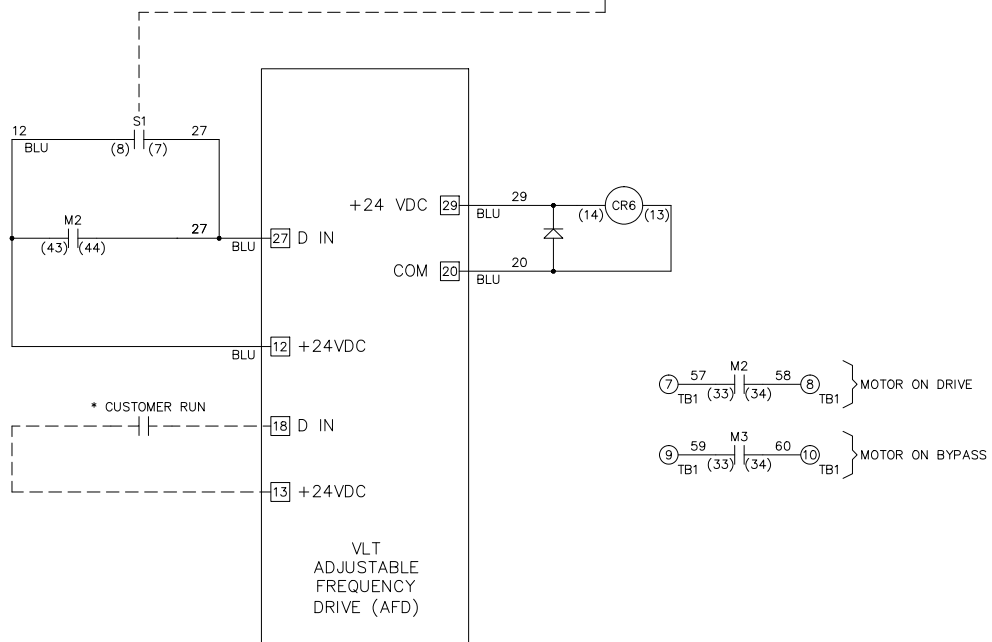 S1
12
27
BLU
(8)
(7)
M2
27
(43)
(44)
BLU
27
D IN
+24 VDC
29
29
BLU
(14)
CR6
(13)
COM
20
20
BLU
BLU
12
+24VDC
* CUSTOMER RUN
18
D IN
13
+24VDC
VLT
ADJUSTABLE
FREQUENCY
DRIVE (AFD)
M2
7
57
58
8
TB1
(33)
(34)
TB1
MOTOR ON DRIVE
M3
9
59
60
10
TB1
(33)
(34)
TB1
MOTOR ON BYPASS